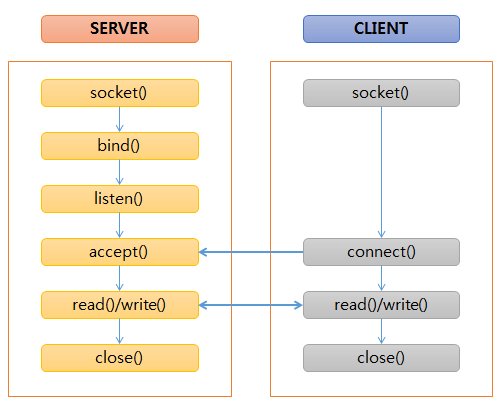 SERVER
CLIENT
socket()
socket()
bind()
listen()
accept()
connect()
read()/write()
read()/write()
close()
close()